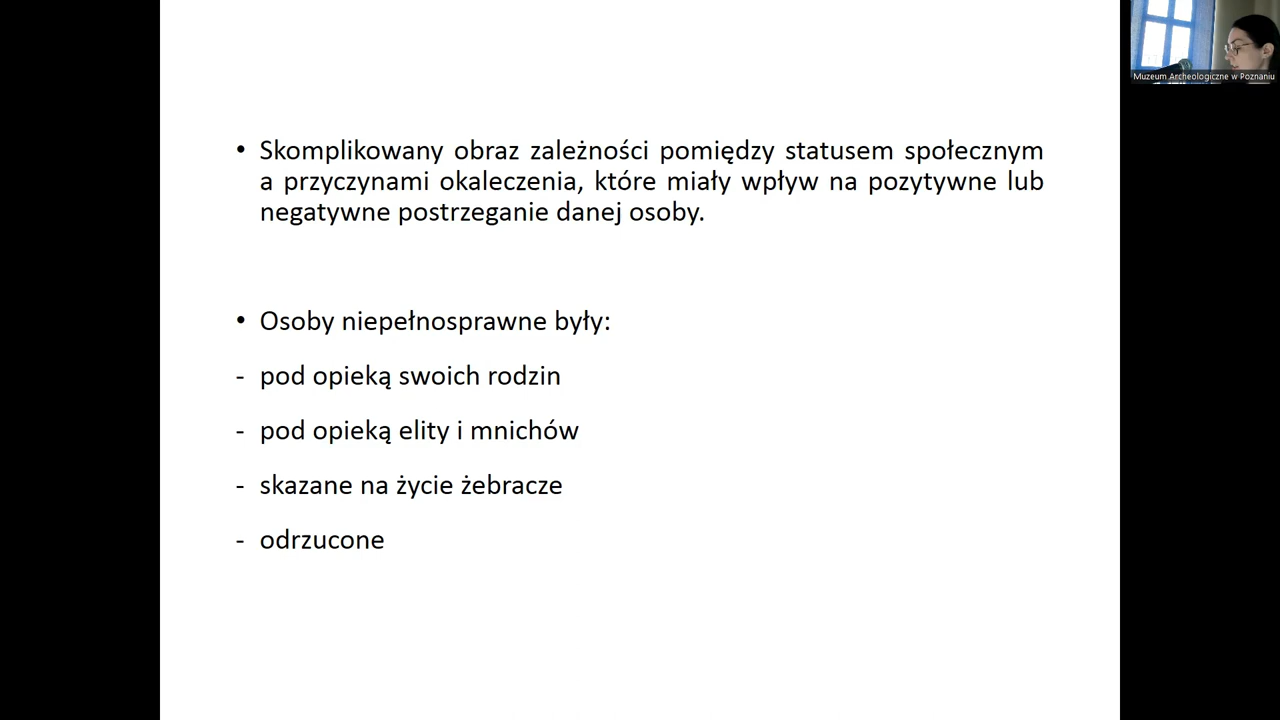 • Skomplikowany obraz zależności pomiędzy statusem społecznym
a przyczynami okaleczenia, które miały wpływ na pozytywne lub
negatywne postrzeganie danej osoby.
• Osoby niepełnosprawne były:
- pod opieką swoich rodzin
- pod opieką elity i mnichów
- skazane na życie żebracze
- odrzucone
Muzeum Archeologiczne w Poznaniu